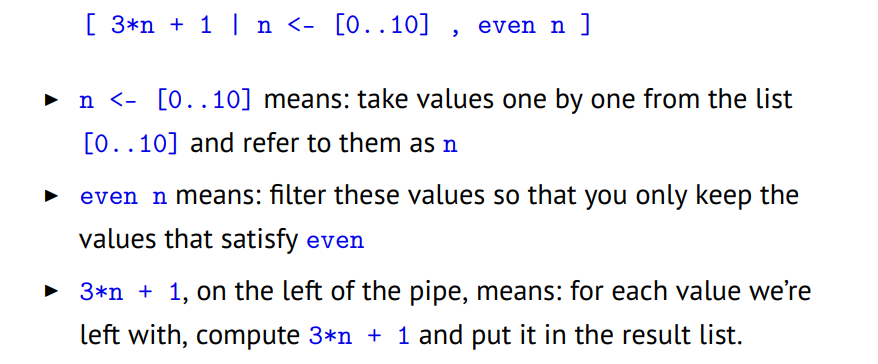 [ 3*n + 1 | n <- [0..10] , even n ]
► n <- [0..10] means: take values one by one from the list
[0..10] and refer to them as n
► even n means: filter these values so that you only keep the
values that satisfy even
► 3*n + 1, on the left of the pipe, means: for each value we’re
left with, compute 3*n + 1 and put it in the result list.